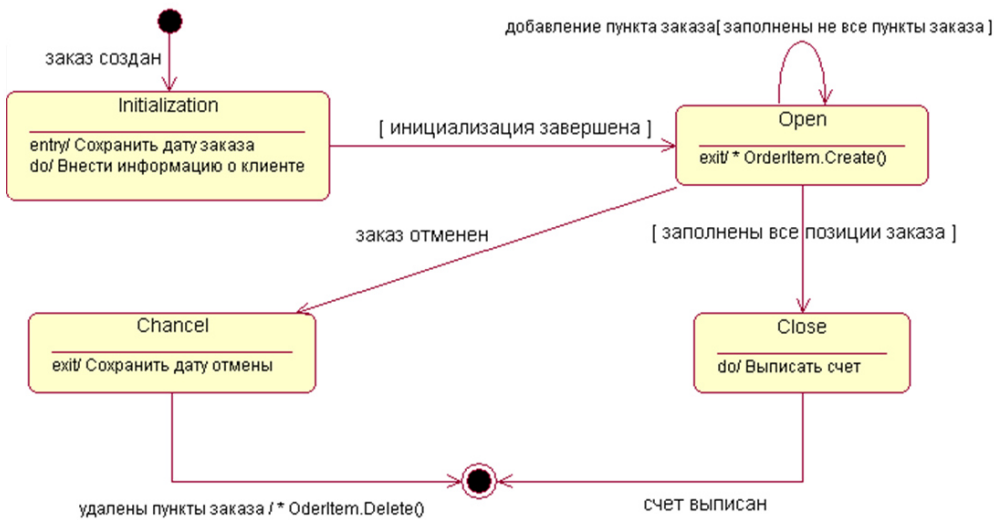 добавление пункта заказа[ заполнены не все пункты заказа ]
заказ создан
Initialization
entry/ Сохранить дату заказа
do/ Внести информацию о клиенте
[ инициализация завершена ]
Open
exit/ * OrderItem.Create()
заказ отменен
[ заполнены все позиции заказа ]
Chancel
exit/ Сохранить дату отмены
Close
do/ Выписать счет
удалены пункты заказа / * OderItem.Delete()
счет выписан